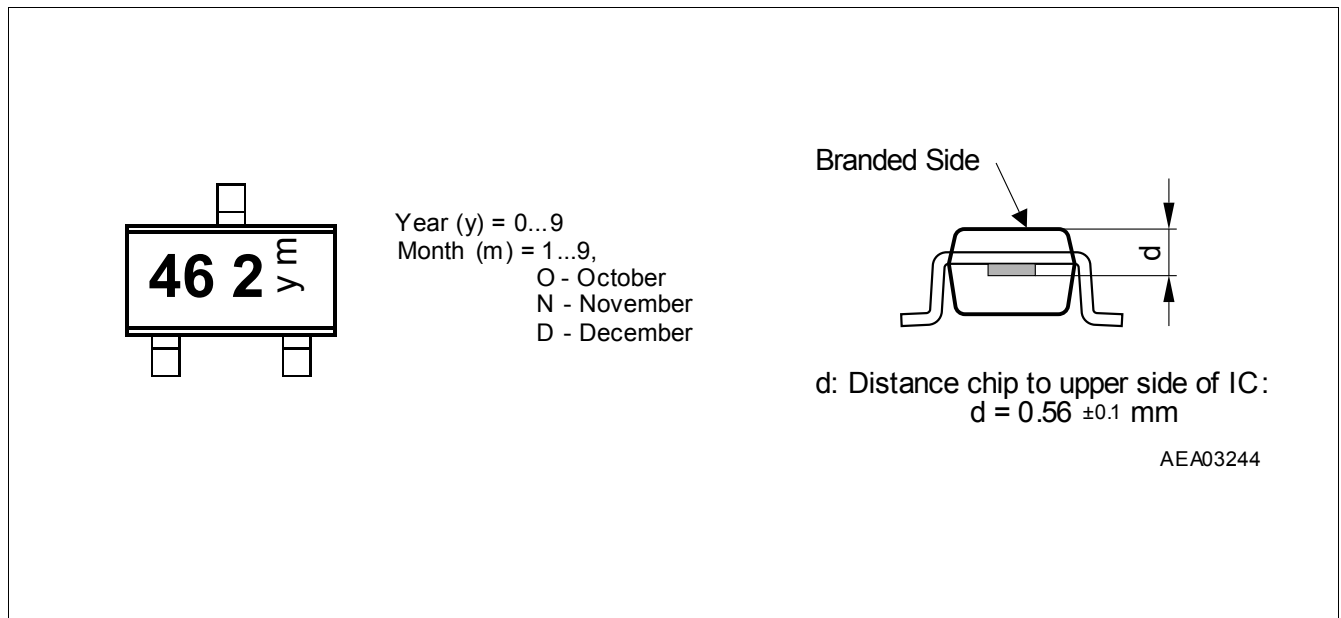 46 2 y m
Year (y) = 0...9
Month (m) = 1...9,
O - October
N - November
D - December
Branded Side
d
d: Distance chip to upper side of IC:
d = 0.56 ±0.1 mm
AEA03244